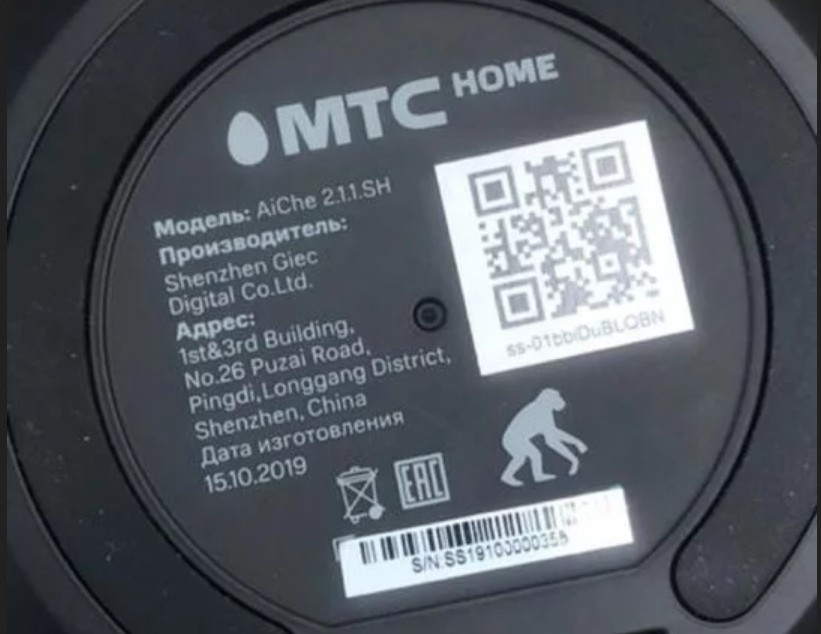 МТС HOME
Модель: AiChe 2.1.1.SH
Производитель:
Shenzhen Giec
Digital Co.Ltd.
Адрес:
1st&3rd Building,
No.26 Puzai Road,
Pingdi,Longgang District,
Shenzhen,China
Дата изготовления
15.10.2019
ss-01bbiDuBLQBN
EAC
S/N:SS19100000358